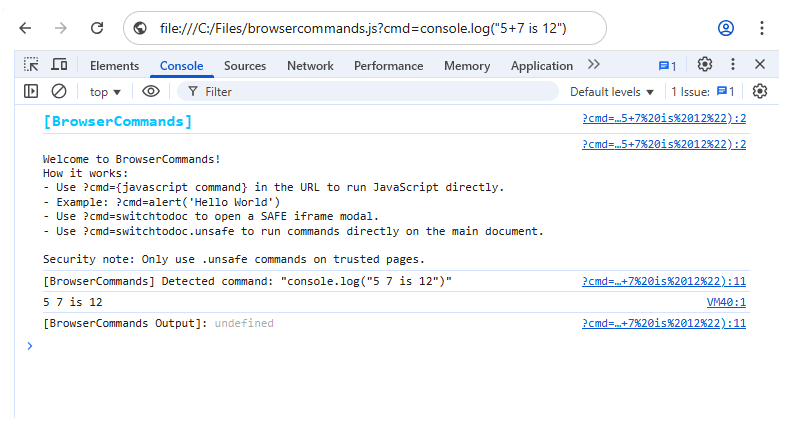 file:///C:/Files/browsercommands.js?cmd=console.log("5+7 is 12")
Elements Console Sources Network Performance Memory Application 1
top Filter Default levels 1 Issue: 1
[BrowserCommands] ?cmd=…5+7%20is%2012%22):2
?cmd=…5+7%20is%2012%22):2
Welcome to BrowserCommands!
How it works:
- Use ?cmd={javascript command} in the URL to run JavaScript directly.
- Example: ?cmd=alert('Hello World')
- Use ?cmd=switchtodoc to open a SAFE iframe modal.
- Use ?cmd=switchtodoc.unsafe to run commands directly on the main document.
Security note: Only use .unsafe commands on trusted pages.
[BrowserCommands] Detected command: "console.log("5 7 is 12")" ?cmd=…+7%20is%2012%22):11
5 7 is 12 VM40:1
[BrowserCommands Output]: undefined ?cmd=…+7%20is%2012%22):11